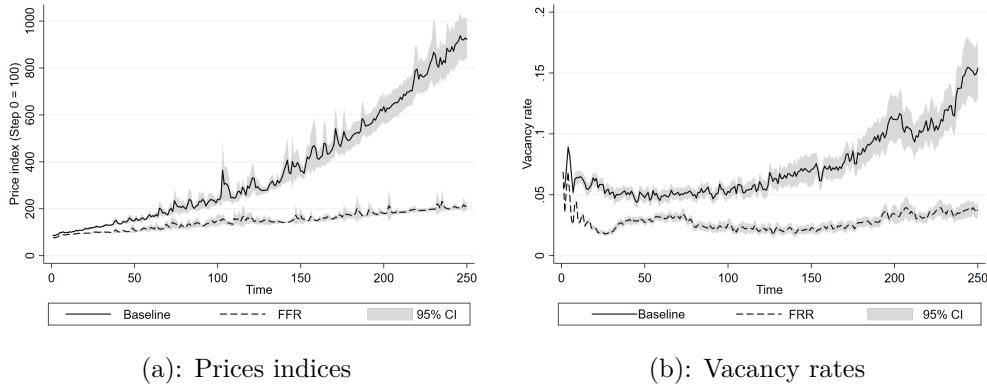 Price index (Step 0 = 100)
1000
800
600
400
200
0
0 50 100 150 200 250
Time
Baseline FFR 95% CI
(a): Prices indices
Vacancy rate
.2
.15
.1
.05
0
0 50 100 150 200 250
Time
Baseline FRR 95% CI
(b): Vacancy rates